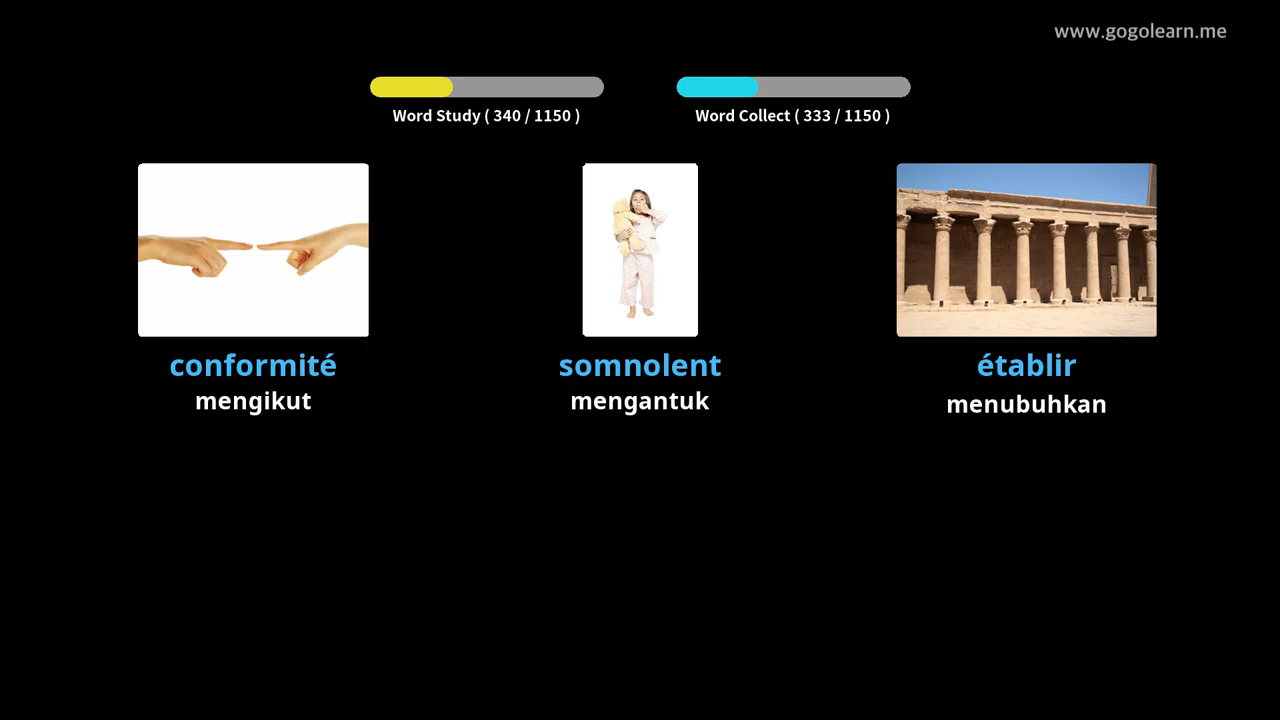 www.gogolearn.me
Word Study ( 340 / 1150 )
Word Collect ( 333 / 1150 )
conformité
mengikut
somnolent
mengantuk
établir
menubuhkan